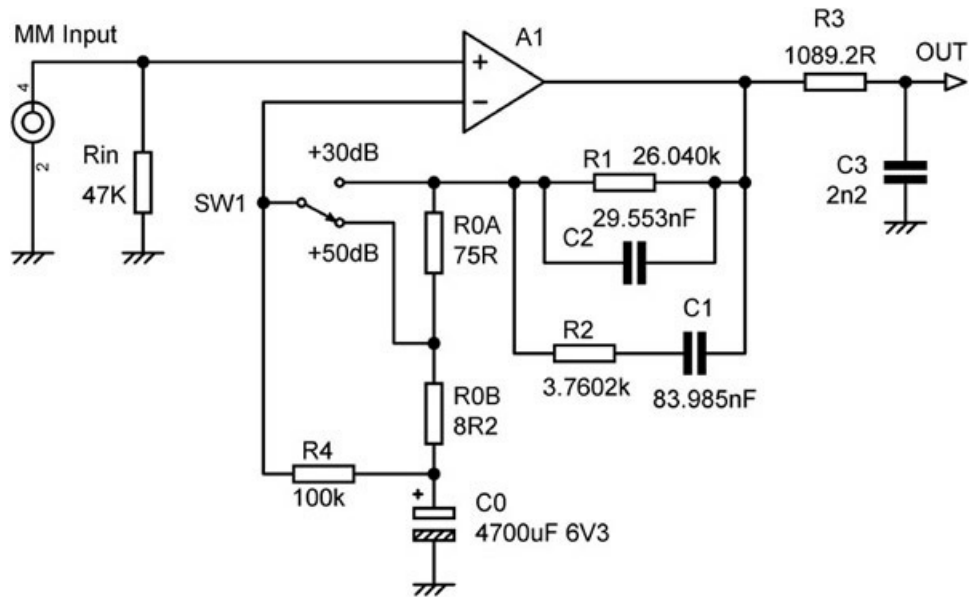 MM Input
4
2
Rin
47K
A1
+
−
R3
1089.2R
OUT
C3
2n2
+30dB
SW1
+50dB
R0A
75R
R1
26.040k
29.553nF
C2
R2
3.7602k
C1
83.985nF
R0B
8R2
R4
100k
+
C0
4700uF 6V3